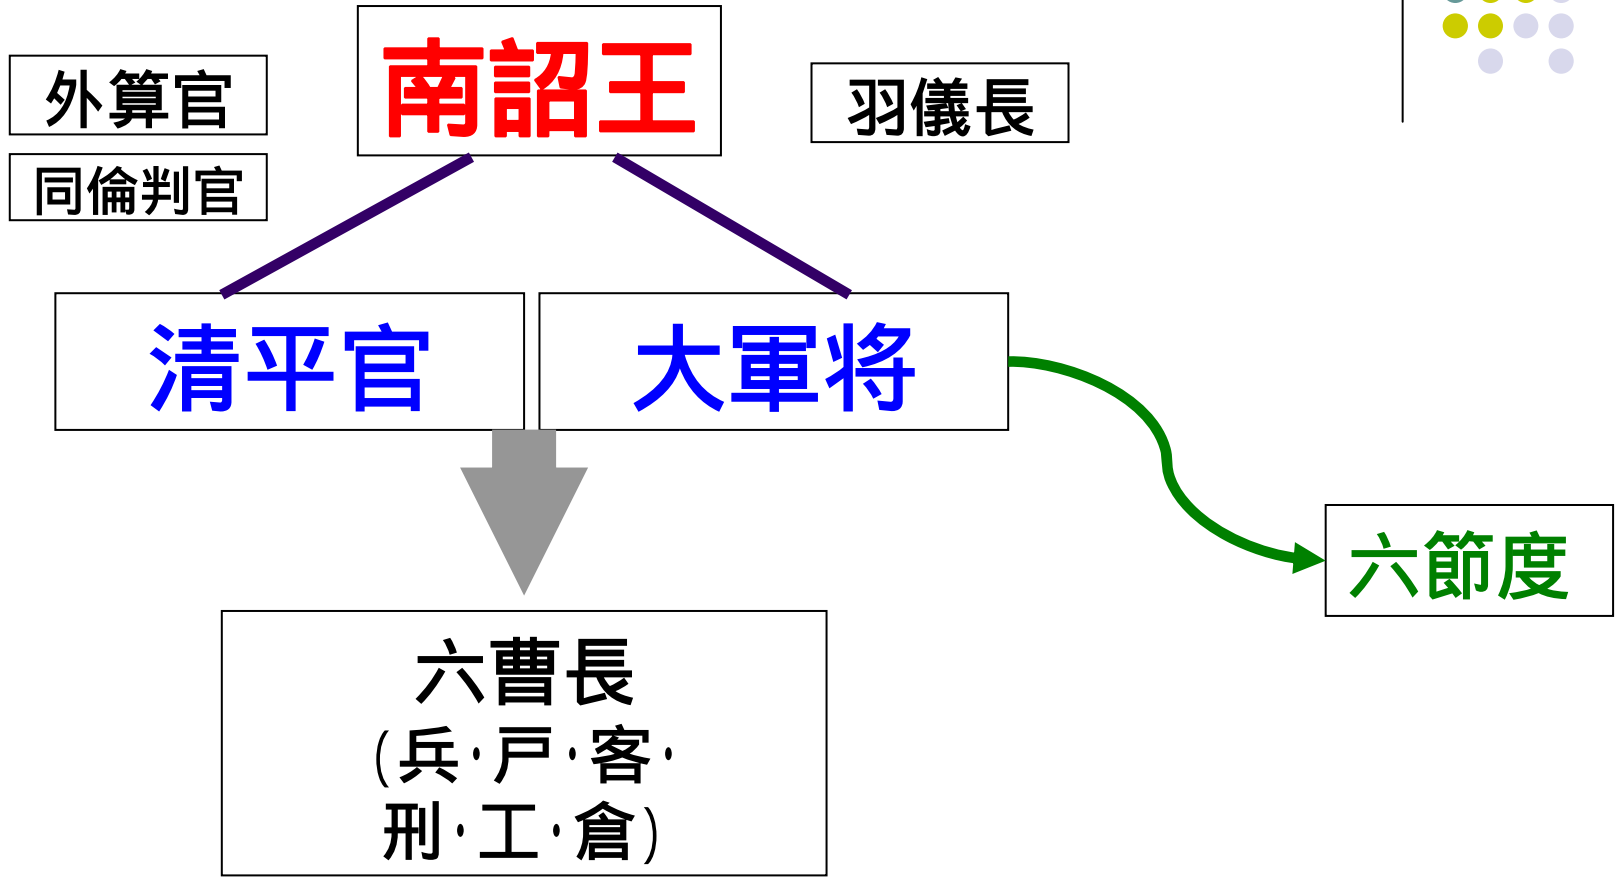 南詔王
外算官
羽儀長
同倫判官
清平官
大軍将
六節度
六曹長
(兵·戸·客·
刑·工·倉)